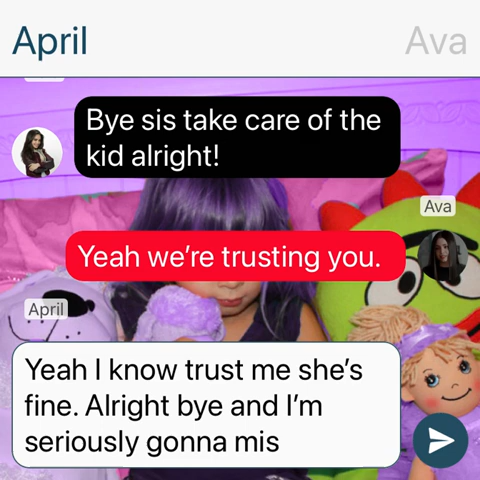 April
Ava
Bye sis take care of the
kid alright!
Ava
Yeah we're trusting you.
April
Yeah I know trust me she's
fine. Alright bye and I'm
seriously gonna mis